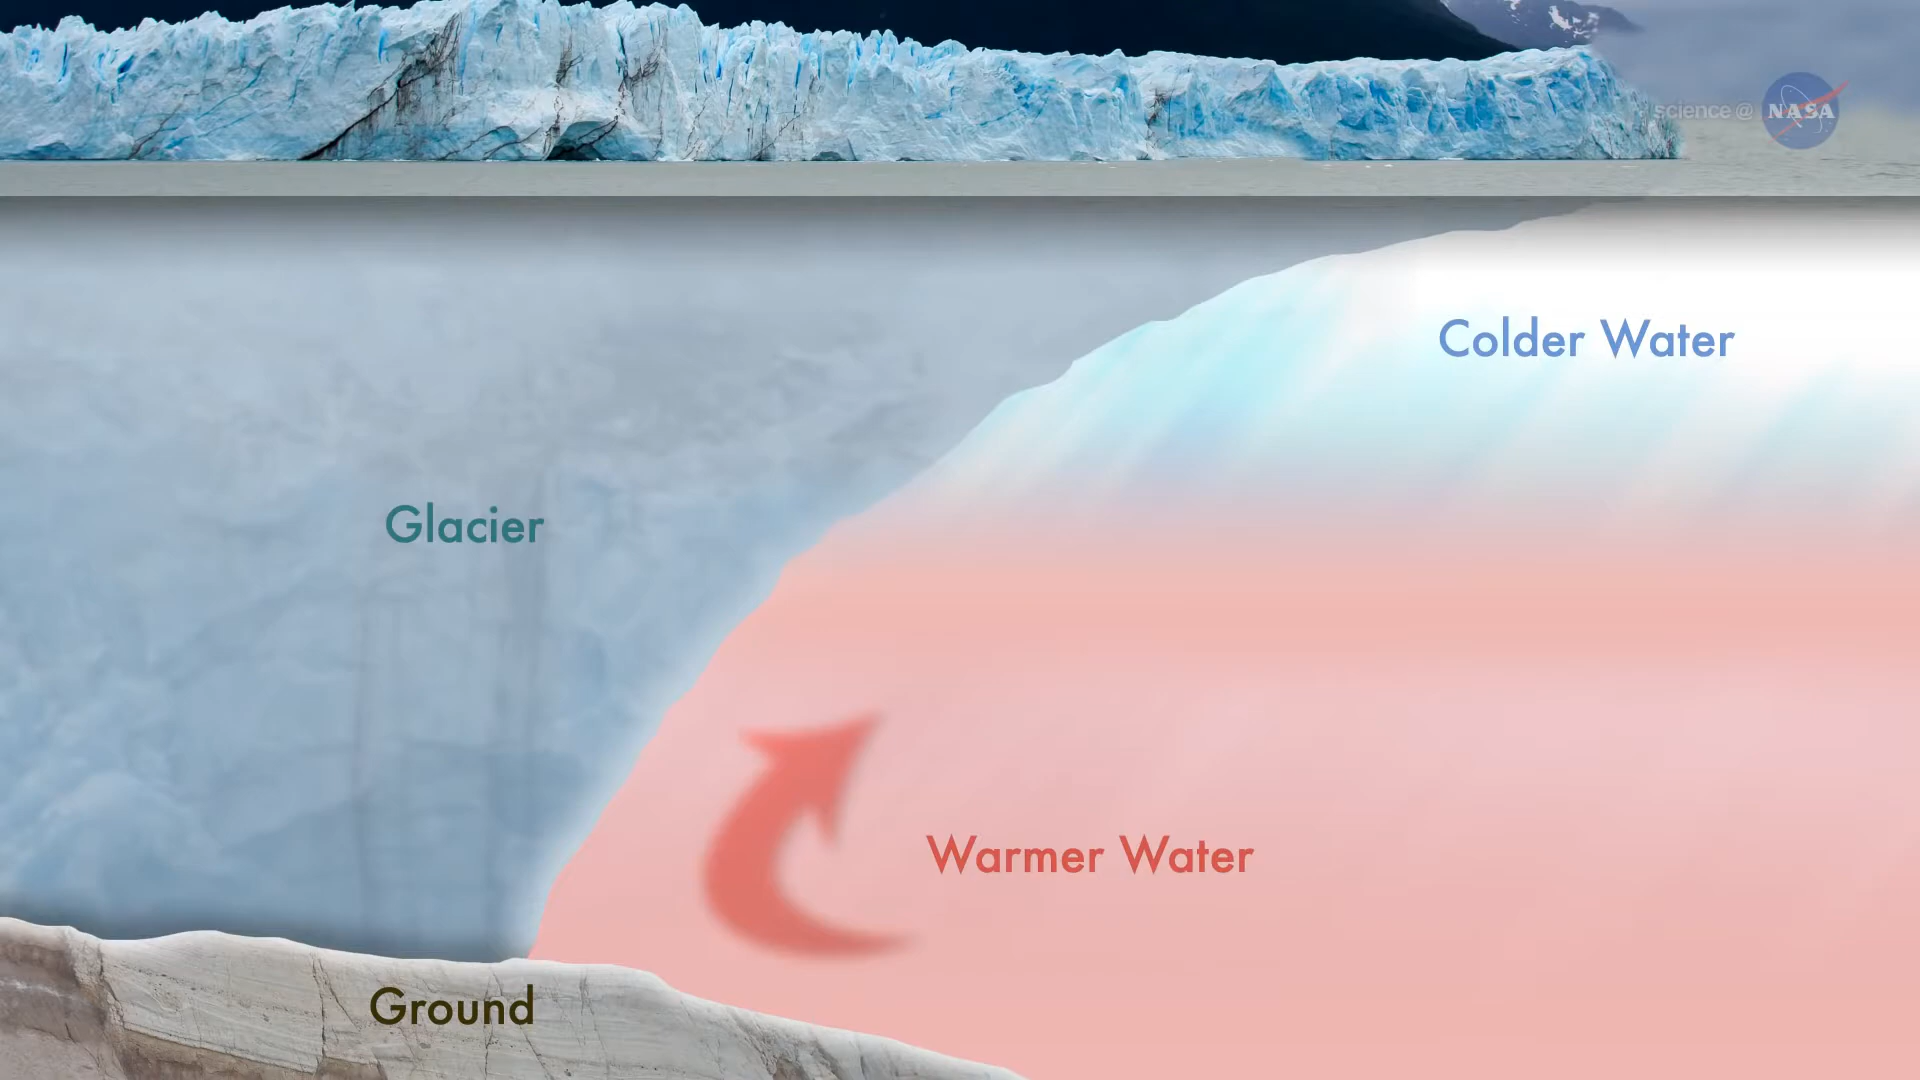 science @ NASA
Colder Water
Glacier
Warmer Water
Ground